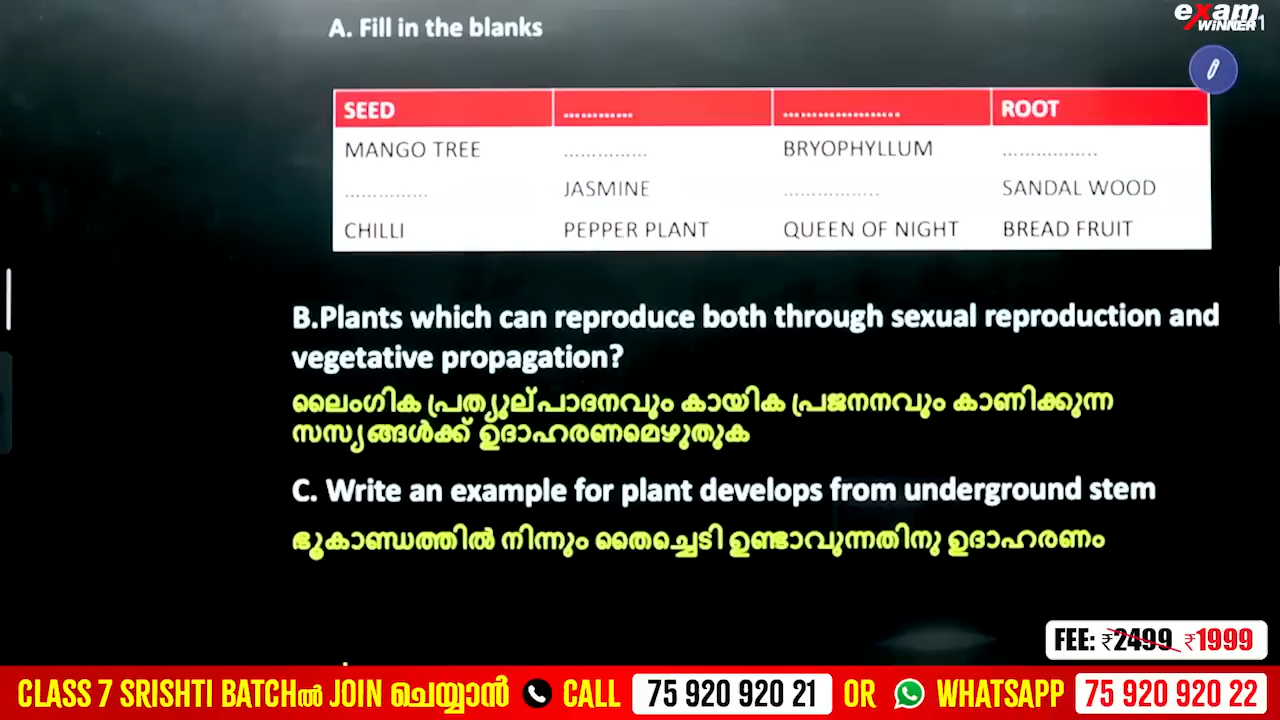 exam
WINNER
A. Fill in the blanks
SEED ............ .................... ROOT
MANGO TREE ............... BRYOPHYLLUM .................
............... JASMINE ................. SANDAL WOOD
CHILLI PEPPER PLANT QUEEN OF NIGHT BREAD FRUIT
B.Plants which can reproduce both through sexual reproduction and
vegetative propagation?
ലൈംഗിക പ്രത്യുല്പാദനവും കായിക പ്രജനനവും കാണിക്കുന്ന
സസ്യങ്ങൾക്ക് ഉദാഹരണമെഴുതുക
C. Write an example for plant develops from underground stem
ഭൂകാണ്ഡത്തിൽ നിന്നും തൈച്ചെടി ഉണ്ടാവുന്നതിനു ഉദാഹരണം
FEE: ₹2499 ₹1999
CLASS 7 SRISHTI BATCHൽ JOIN ചെയ്യാൻ CALL 75 920 920 21 OR WHATSAPP 75 920 920 22